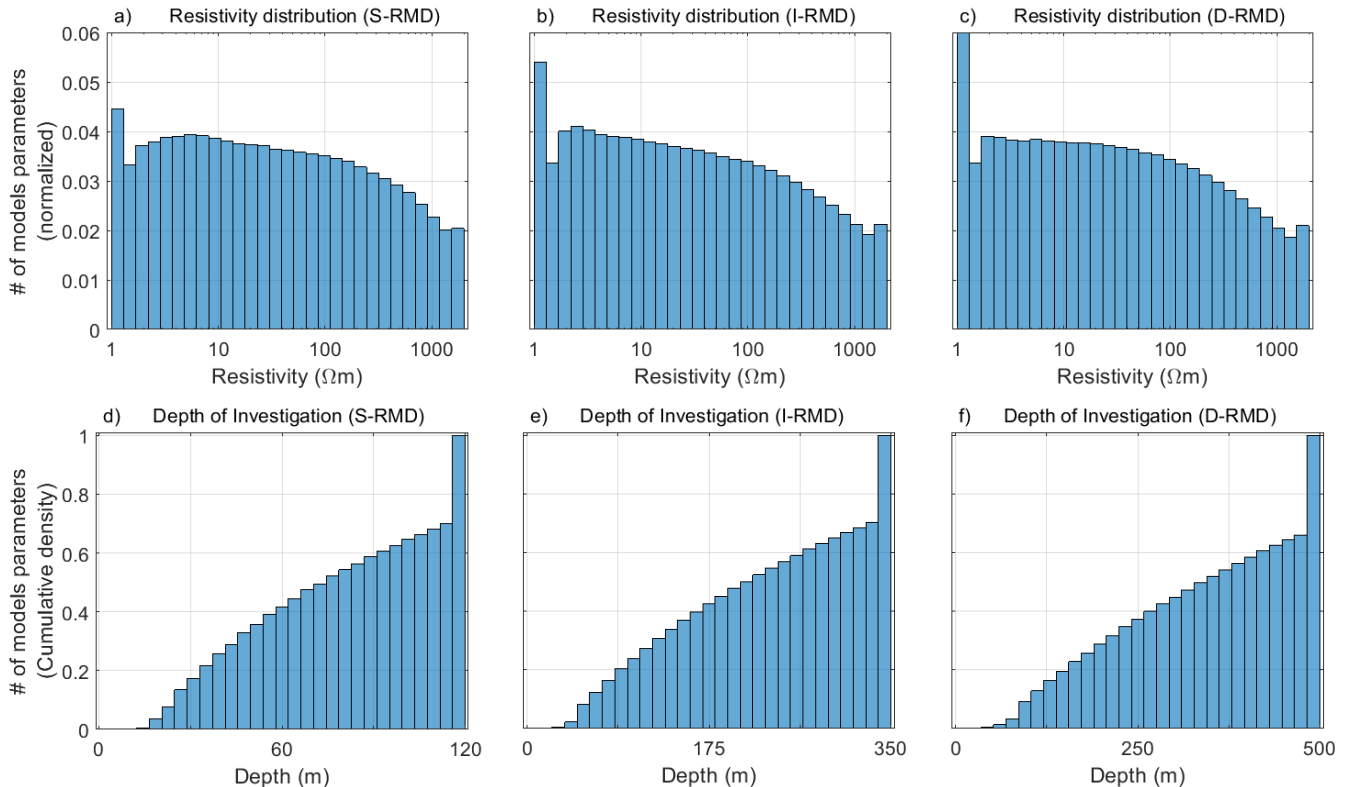 a) Resistivity distribution (S-RMD)
b) Resistivity distribution (I-RMD)
c) Resistivity distribution (D-RMD)
# of models parameters
(normalized)
0.06
0.05
0.04
0.03
0.02
0.01
0
1 10 100 1000
1 10 100 1000
1 10 100 1000
Resistivity (Ωm)
Resistivity (Ωm)
Resistivity (Ωm)
d) Depth of Investigation (S-RMD)
e) Depth of Investigation (I-RMD)
f) Depth of Investigation (D-RMD)
# of models parameters
(Cumulative density)
1
0.8
0.6
0.4
0.2
0
0 60 120
0 175 350
0 250 500
Depth (m)
Depth (m)
Depth (m)